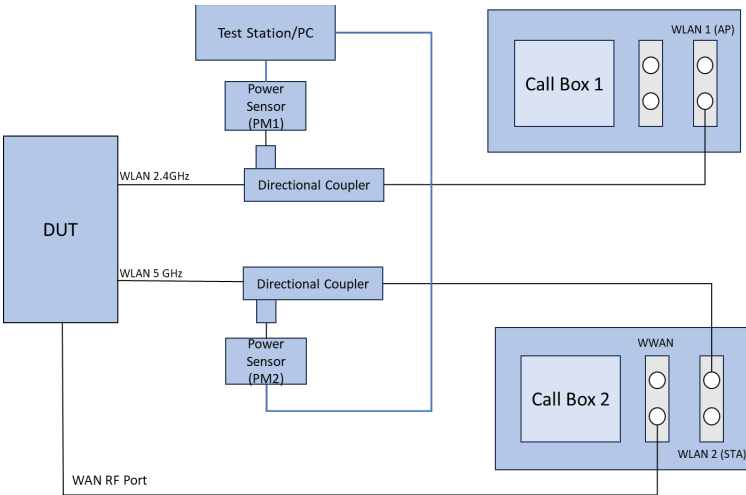 WLAN 1 (AP)
Test Station/PC
Call Box 1
Power
Sensor
(PM1)
WLAN 2.4GHz
Directional Coupler
DUT
WLAN 5 GHz
Directional Coupler
Power
Sensor
(PM2)
WWAN
Call Box 2
WLAN 2 (STA)
WAN RF Port